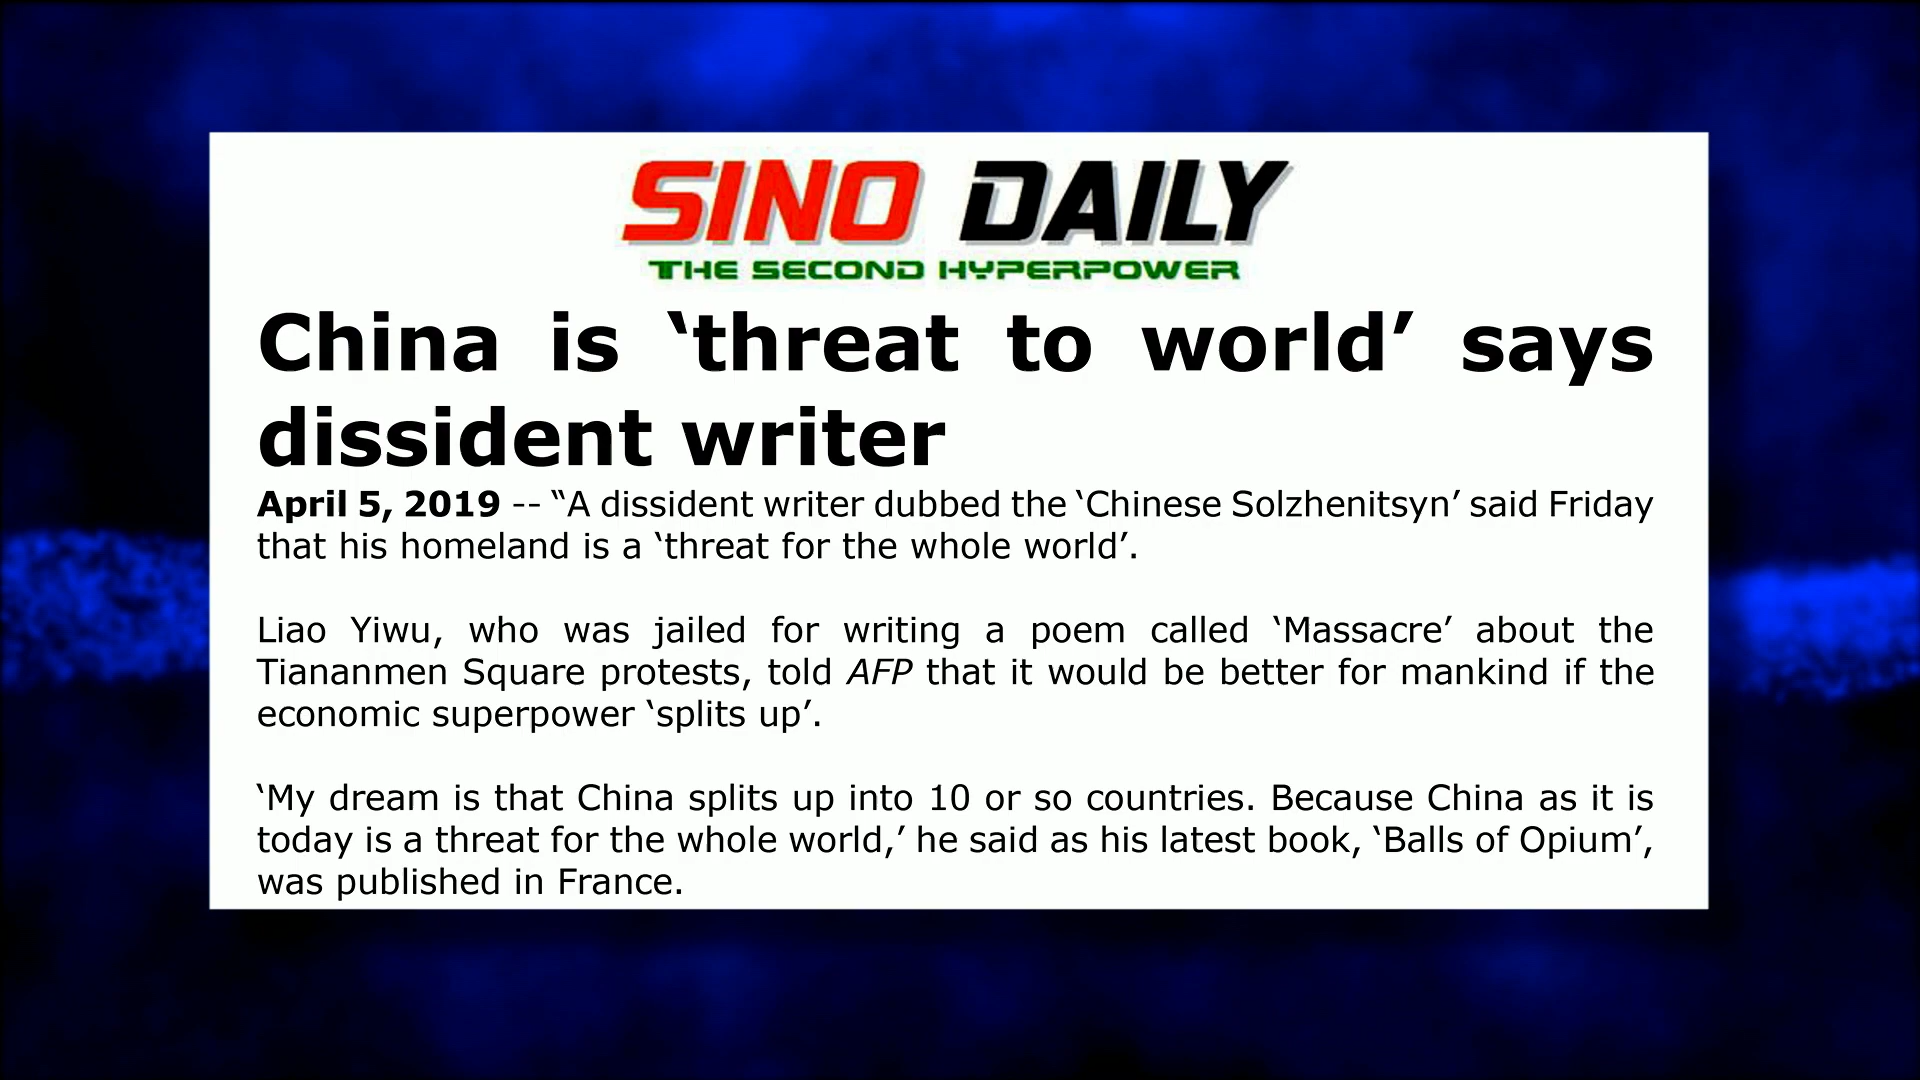 SINO DAILY
THE SECOND HYPERPOWER
China is ‘threat to world’ says
dissident writer
April 5, 2019 -- “A dissident writer dubbed the ‘Chinese Solzhenitsyn’ said Friday
that his homeland is a ‘threat for the whole world’.
Liao Yiwu, who was jailed for writing a poem called ‘Massacre’ about the
Tiananmen Square protests, told AFP that it would be better for mankind if the
economic superpower ‘splits up’.
‘My dream is that China splits up into 10 or so countries. Because China as it is
today is a threat for the whole world,’ he said as his latest book, ‘Balls of Opium’,
was published in France.